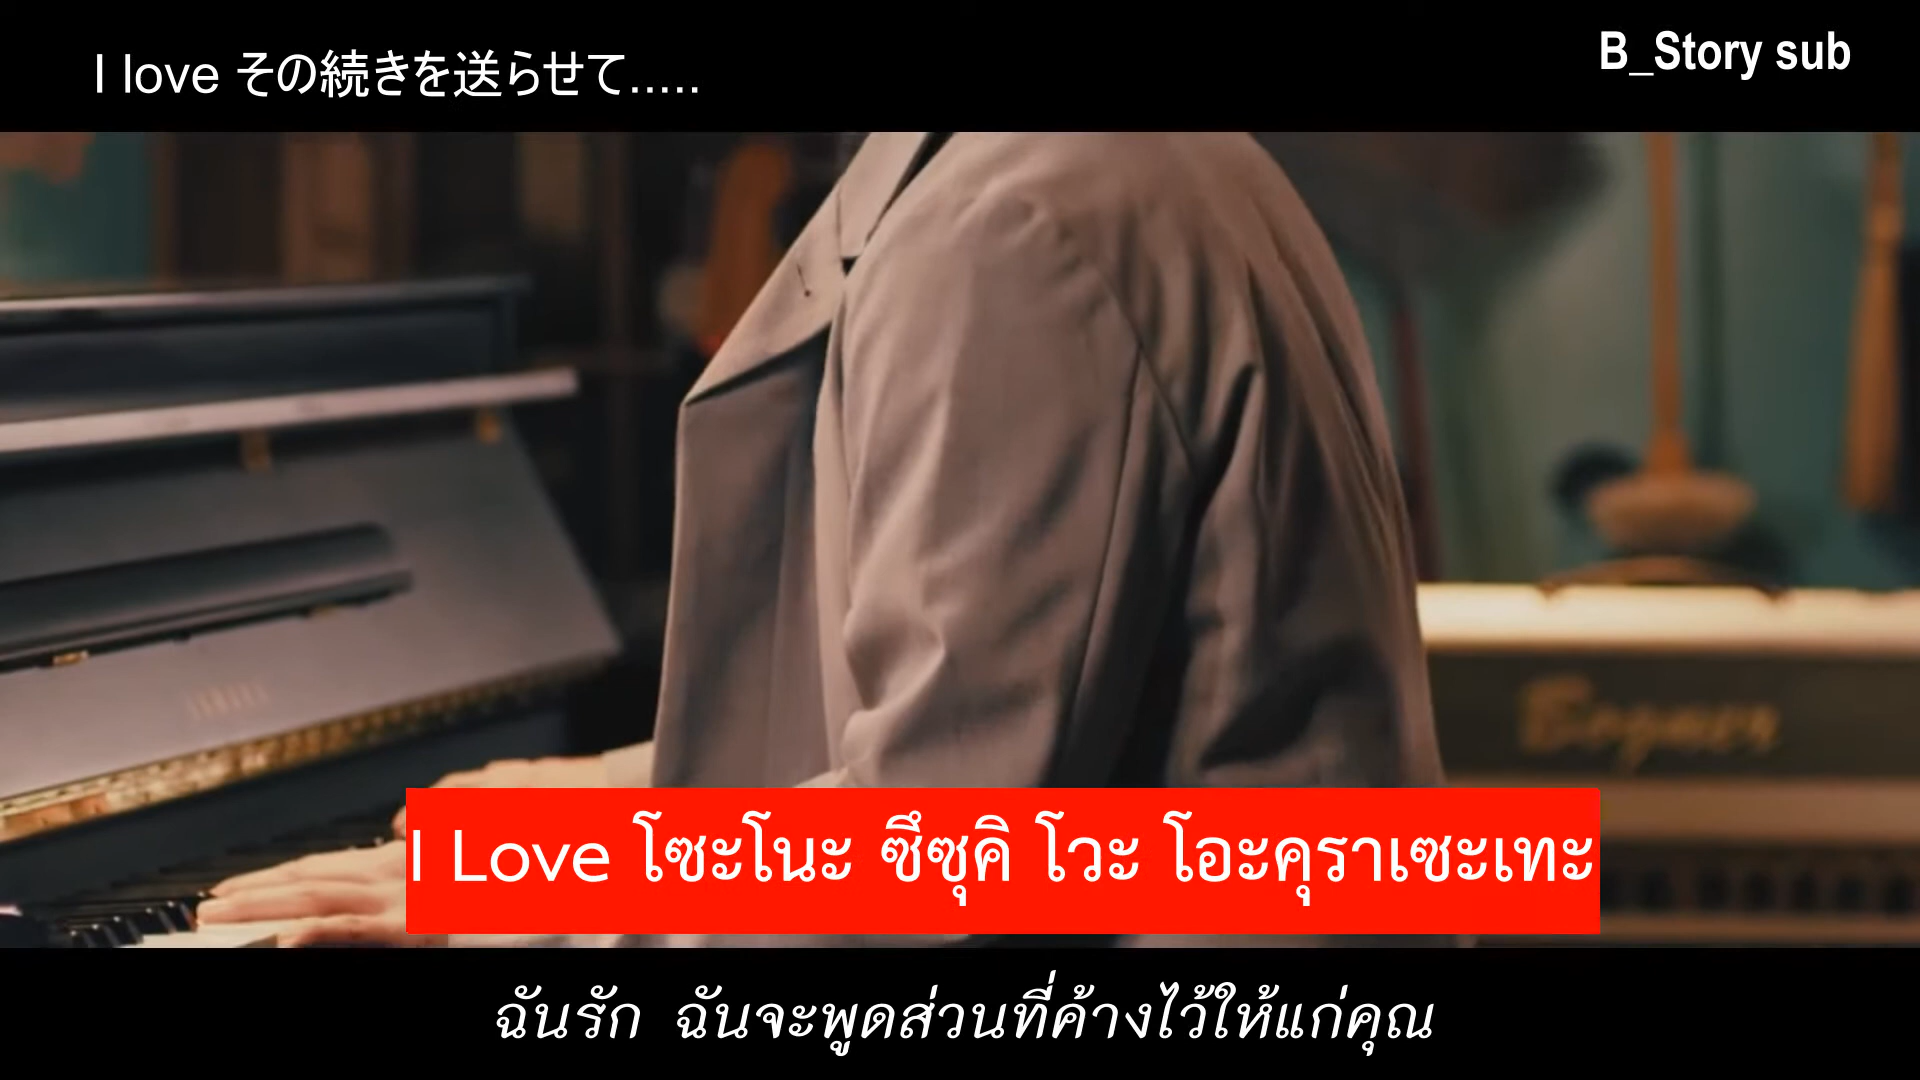 I love その続きを送らせて.....
B_Story sub
I Love โซะโนะ ซึซุคิ โวะ โอะคุราเซะเทะ
ฉันรัก ฉันจะพูดส่วนที่ค้างไว้ให้แก่คุณ